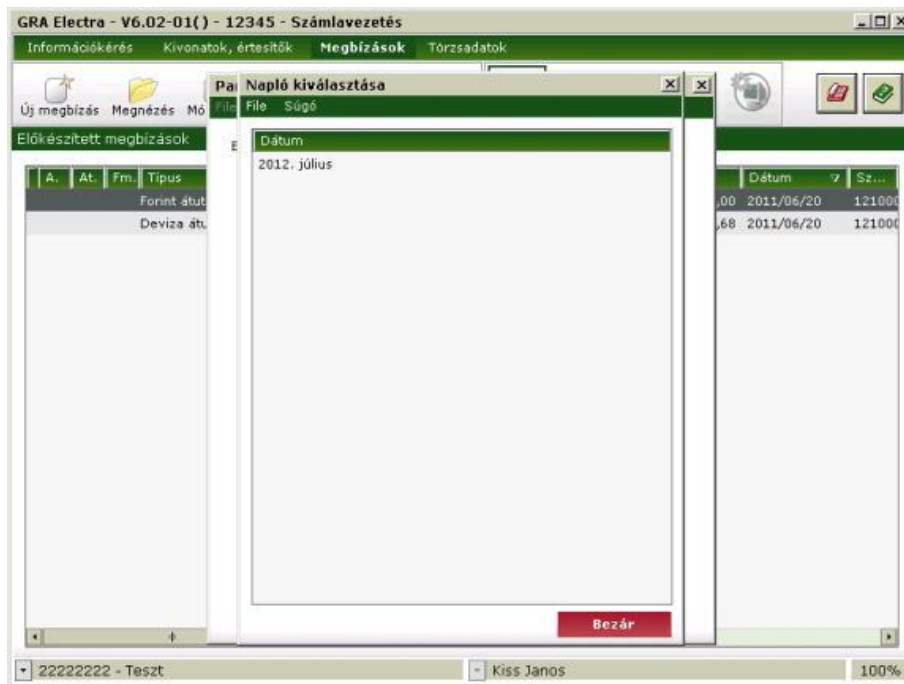 GRA Electra - V6.02-01( ) - 12345 - Számlavezetés
Információkérés Kivonatok, értesítők Megbízások Törzsadatok
Új megbízás Megnézés Mó
Előkészített megbízások
Pa
File
E
Napló kiválasztása
File Súgó
Dátum
2012. július
A. At. Fm. Típus Dátum Sz...
Forint átut ,00 2011/06/20 121000
Deviza átu ,68 2011/06/20 121000
Bezár
22222222 - Teszt Kiss Janos 100%